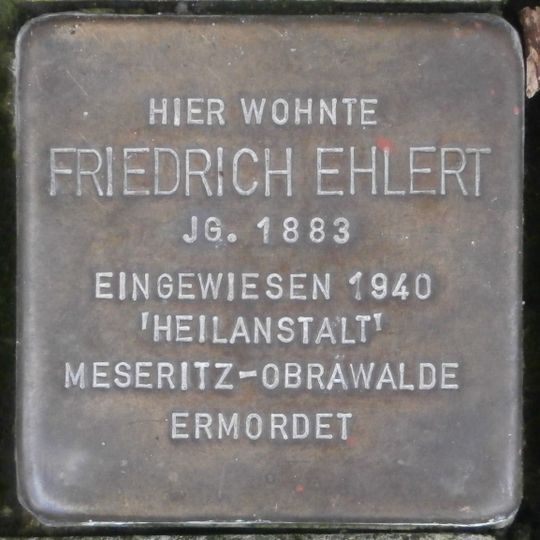 HIER WOHNTE
FRIEDRICH EHLERT
JG. 1883
EINGEWIESEN 1940
'HEILANSTALT'
MESERITZ-OBRAWALDE
ERMORDET